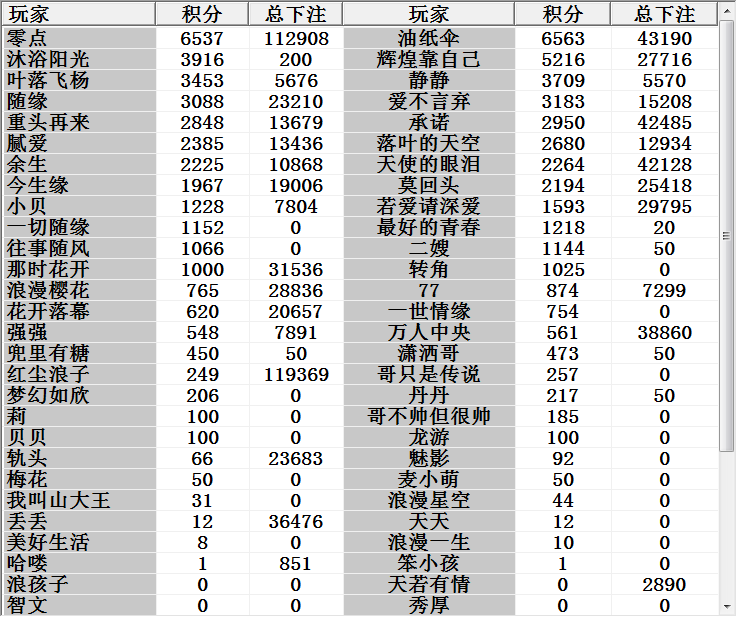 玩家 积分 总下注 玩家 积分 总下注
零点 6537 112908 油纸伞 6563 43190
沐浴阳光 3916 200 辉煌靠自己 5216 27716
叶落飞杨 3453 5676 静静 3709 5570
随缘 3088 23210 爱不言弃 3183 15208
重头再来 2848 13679 承诺 2950 42485
腻爱 2385 13436 落叶的天空 2680 12934
余生 2225 10868 天使的眼泪 2264 42128
今生缘 1967 19006 莫回头 2194 25418
小贝 1228 7804 若爱请深爱 1593 29795
一切随缘 1152 0 最好的青春 1218 20
往事随风 1066 0 二嫂 1144 50
那时花开 1000 31536 转角 1025 0
浪漫樱花 765 28836 77 874 7299
花开落幕 620 20657 一世情缘 754 0
强强 548 7891 万人中央 561 38860
兜里有糖 450 50 潇洒哥 473 50
红尘浪子 249 119369 哥只是传说 257 0
梦幻如欣 206 0 丹丹 217 50
莉 100 0 哥不帅但很帅 185 0
贝贝 100 0 龙游 100 0
轨头 66 23683 魅影 92 0
梅花 50 0 麦小萌 50 0
我叫山大王 31 0 浪漫星空 44 0
丢丢 12 36476 天天 12 0
美好生活 8 0 浪漫一生 10 0
哈喽 1 851 笨小孩 1 0
浪孩子 0 0 天若有情 0 2890
智文 0 0 秀厚 0 0